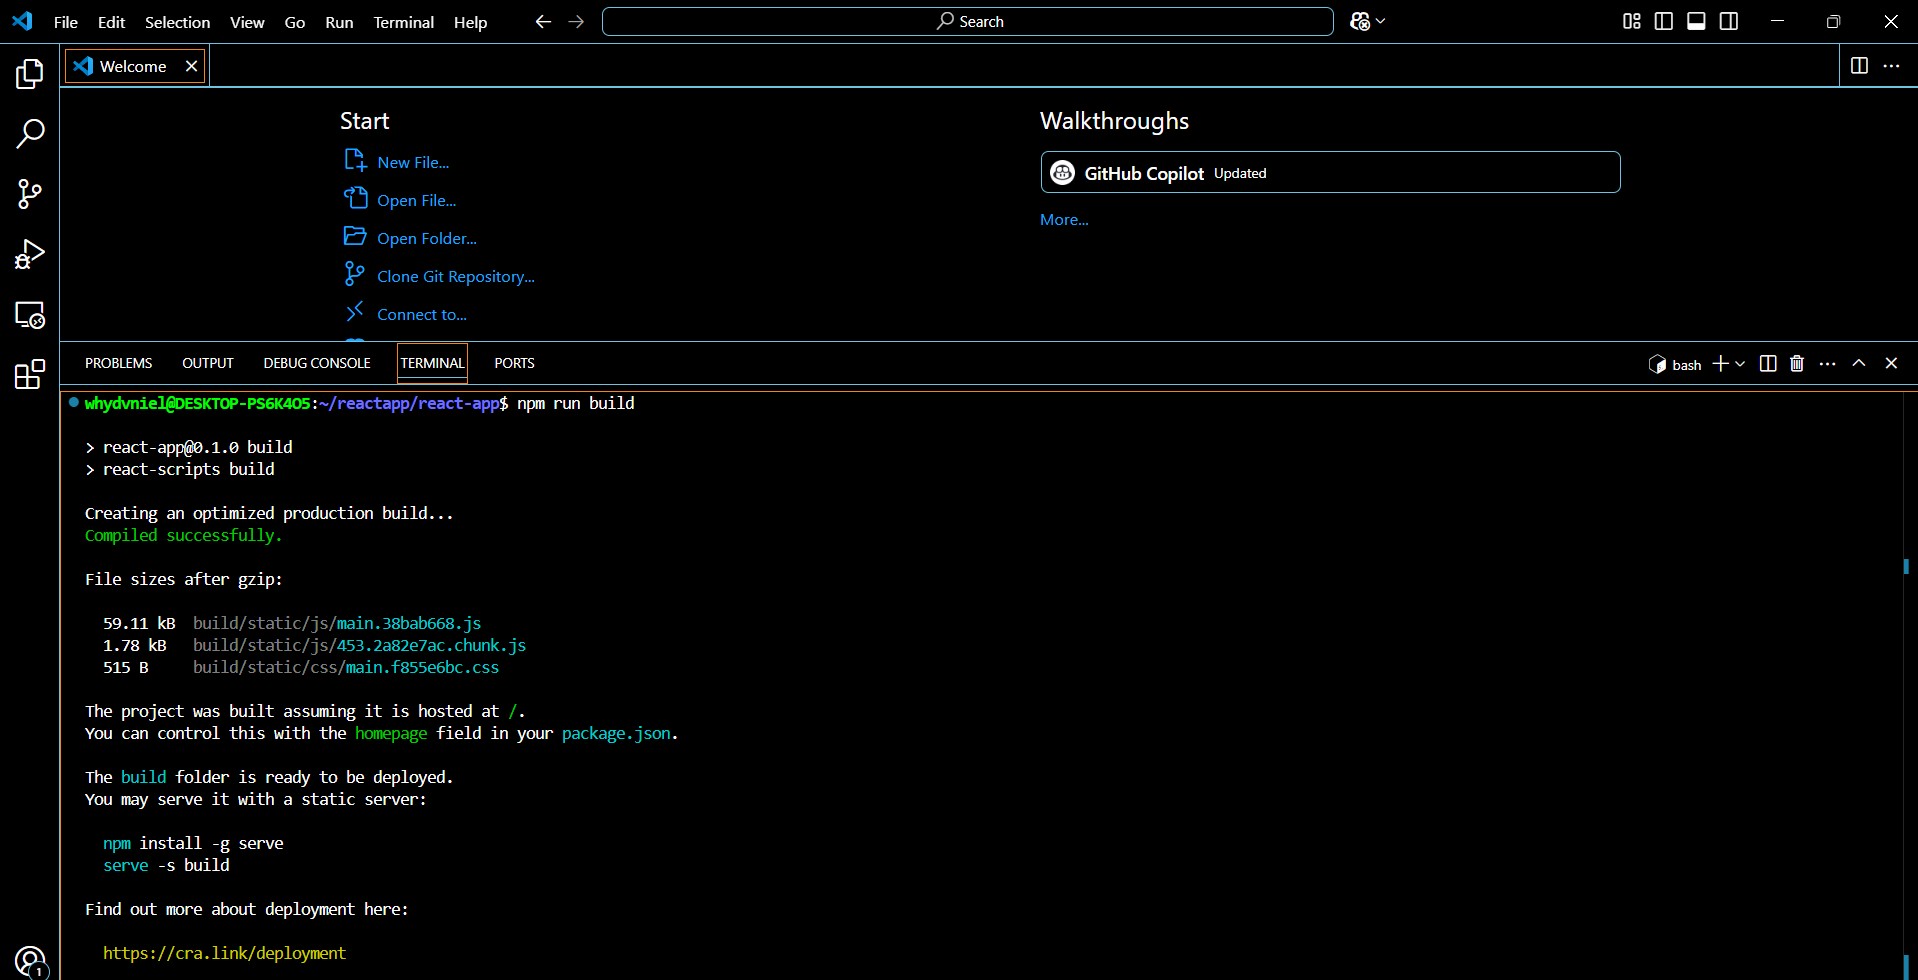 File Edit Selection View Go Run Terminal Help Search
Welcome
Start
Walkthroughs
New File...
GitHub Copilot Updated
Open File...
More...
Open Folder...
Clone Git Repository...
Connect to...
PROBLEMS OUTPUT DEBUG CONSOLE TERMINAL PORTS bash
whydvniel@DESKTOP-PS6K4O5:~/reactapp/react-app$ npm run build
> react-app@0.1.0 build
> react-scripts build
Creating an optimized production build...
Compiled successfully.
File sizes after gzip:
59.11 kB build/static/js/main.38bab668.js
1.78 kB build/static/js/453.2a82e7ac.chunk.js
515 B build/static/css/main.f855e6bc.css
The project was built assuming it is hosted at /.
You can control this with the homepage field in your package.json.
The build folder is ready to be deployed.
You may serve it with a static server:
npm install -g serve
serve -s build
Find out more about deployment here:
https://cra.link/deployment
1